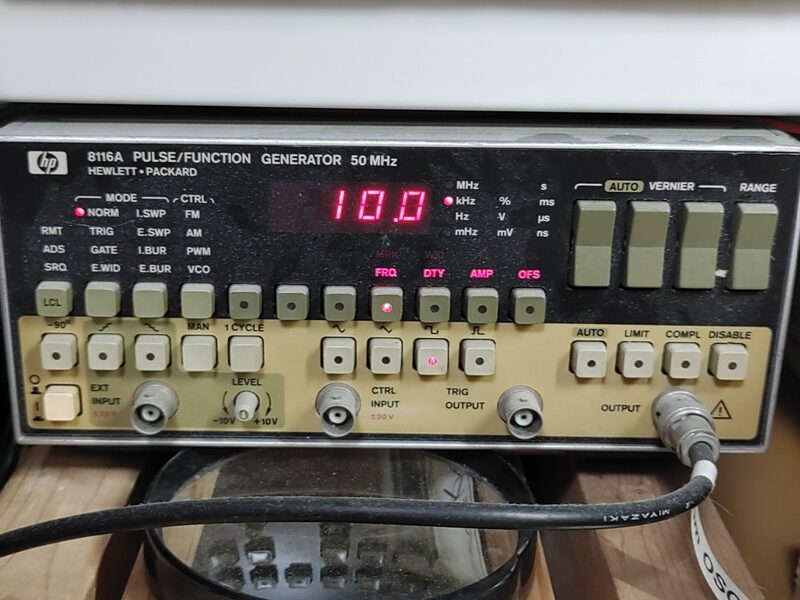 hp
8116A PULSE/FUNCTION GENERATOR 50 MHz
HEWLETT • PACKARD
MODE CTRL
NORM I.SWP FM
RMT TRIG E.SWP AM
ADS GATE I.BUR PWM
SRQ E.WID E.BUR VCO
10.0
MHz s
kHz % ms
Hz V µs
mHz mV ns
AUTO VERNIER RANGE
FRQ DTY AMP OFS
LCL
-90° MAN 1 CYCLE
AUTO LIMIT COMPL DISABLE
EXT INPUT
±20 V
LEVEL
-10V +10V
CTRL INPUT
±20 V
TRIG OUTPUT
OUTPUT
MIYAZAKI
OSO